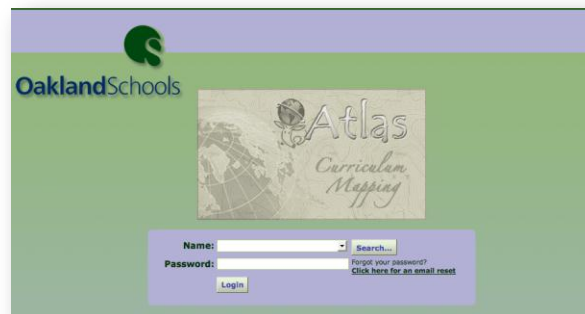 OaklandSchools
Atlas
Curriculum
Mapping
Name: Search...
Password: Forgot your password?
Click here for an email reset
Login